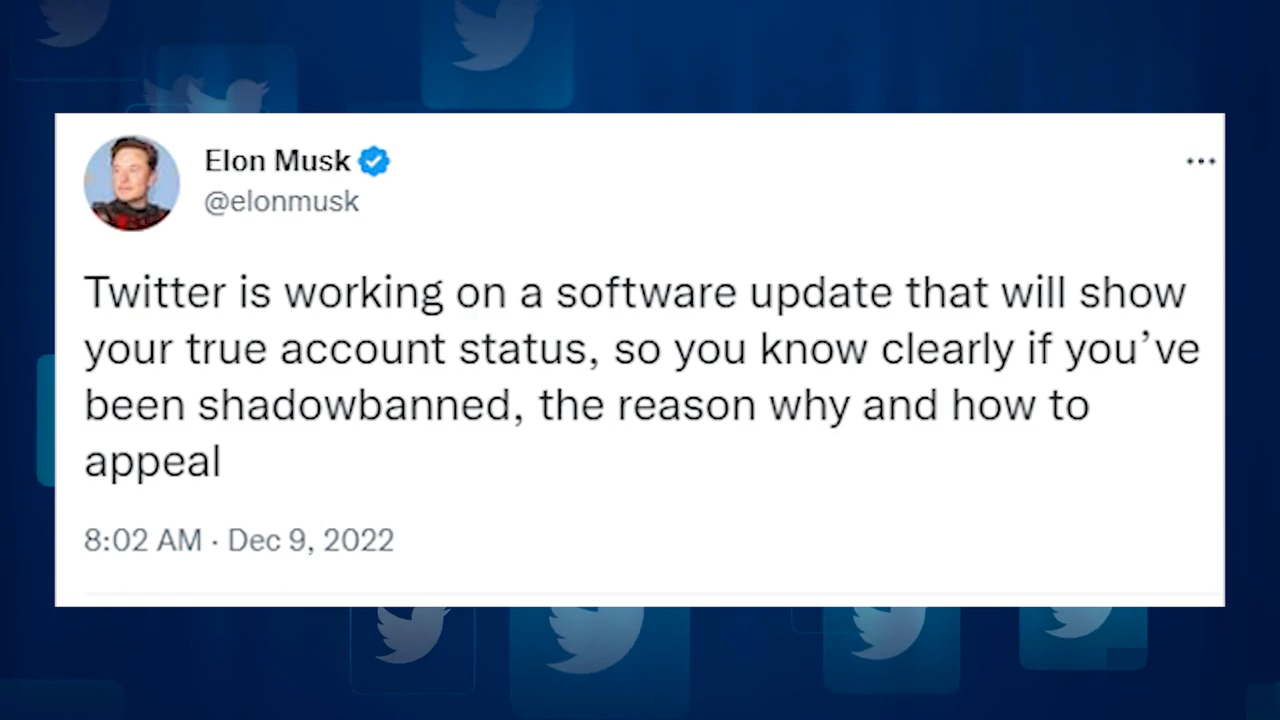 Elon Musk
@elonmusk
Twitter is working on a software update that will show
your true account status, so you know clearly if you’ve
been shadowbanned, the reason why and how to
appeal
8:02 AM · Dec 9, 2022